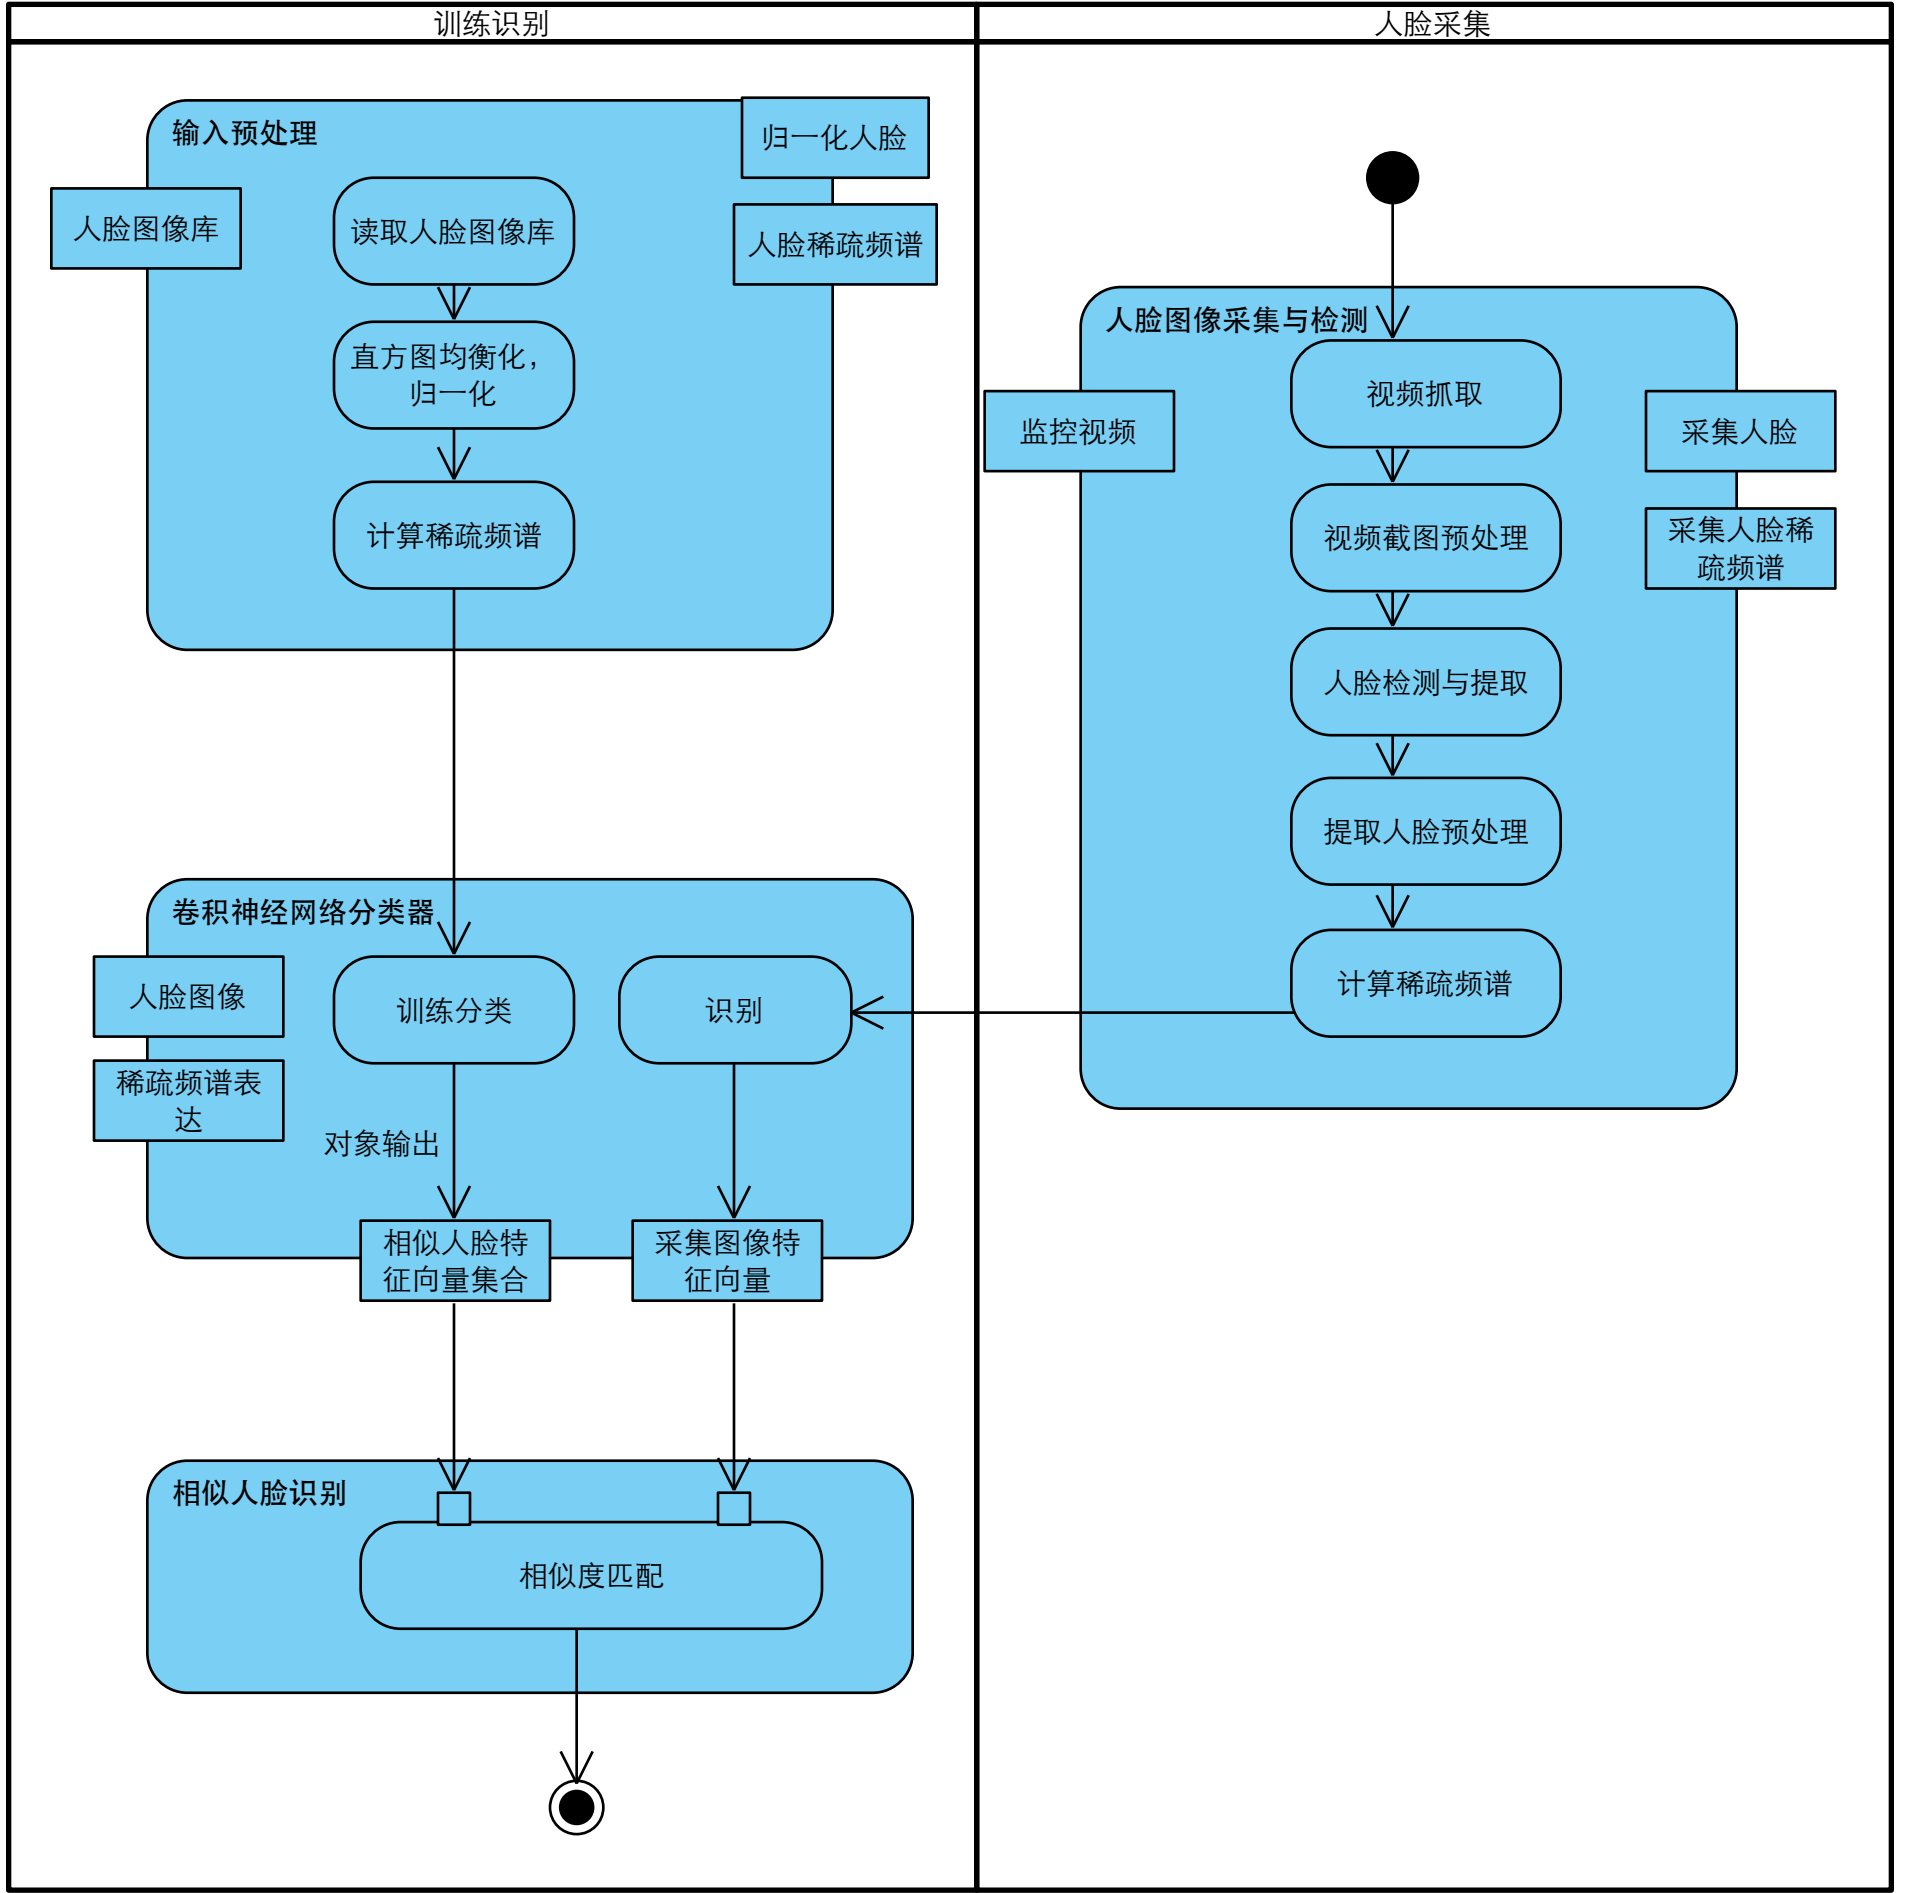 训练识别
人脸采集
输入预处理
归一化人脸
人脸图像库
读取人脸图像库
人脸稀疏频谱
直方图均衡化，
归一化
计算稀疏频谱
人脸图像采集与检测
视频抓取
监控视频
采集人脸
视频截图预处理
采集人脸稀
疏频谱
人脸检测与提取
提取人脸预处理
计算稀疏频谱
卷积神经网络分类器
人脸图像
训练分类
识别
稀疏频谱表
达
对象输出
相似人脸特
征向量集合
采集图像特
征向量
相似人脸识别
相似度匹配